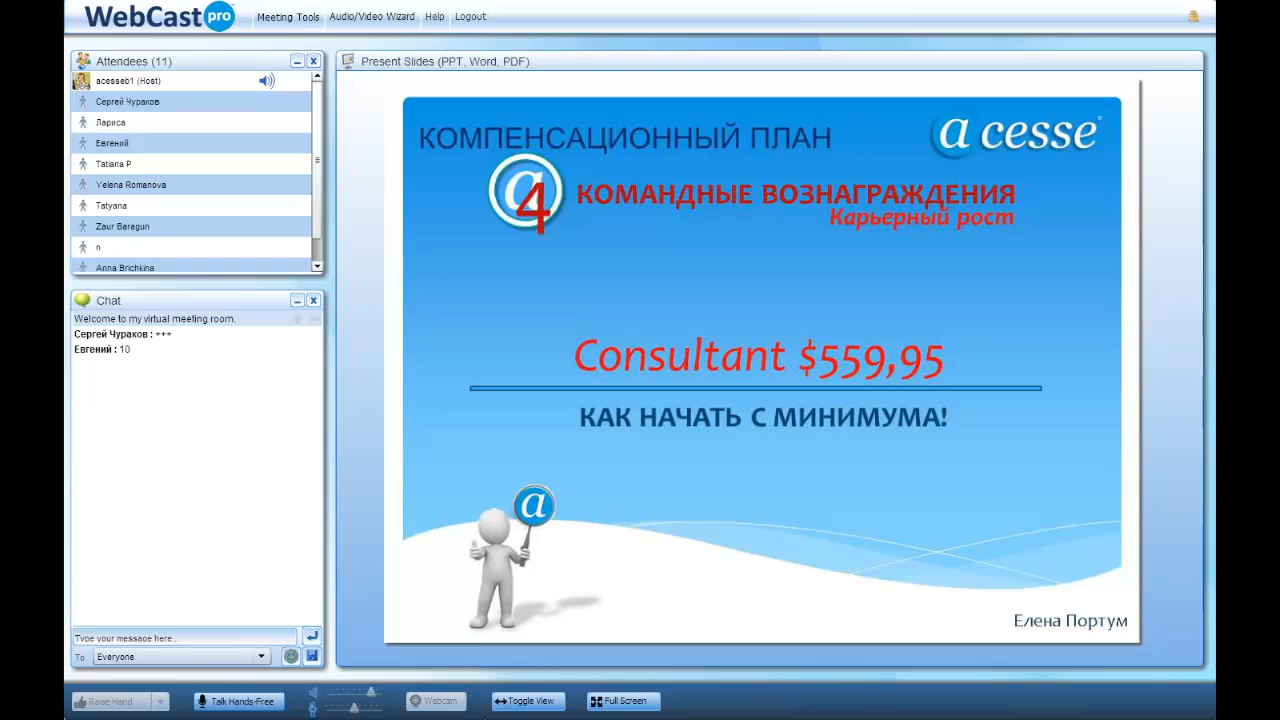 WebCast pro
Meeting Tools Audio/Video Wizard Help Logout
Attendees (11)
acesseb1 (Host)
Сергей Чураков
Лариса
Евгений
Tatiana P
Yelena Romanova
Tatyana
Zaur Baragun
n
Anna Brichkina
Chat
Welcome to my virtual meeting room.
Сергей Чураков : +++
Евгений : 10
Type your message here...
To Everyone
Present Slides (PPT, Word, PDF)
КОМПЕНСАЦИОННЫЙ ПЛАН
a cesse®
a 4 КОМАНДНЫЕ ВОЗНАГРАЖДЕНИЯ
Карьерный рост
Consultant $559,95
КАК НАЧАТЬ С МИНИМУМА!
a
Елена Портум
Raise Hand Talk Hands-Free Webcam Toggle View Full Screen